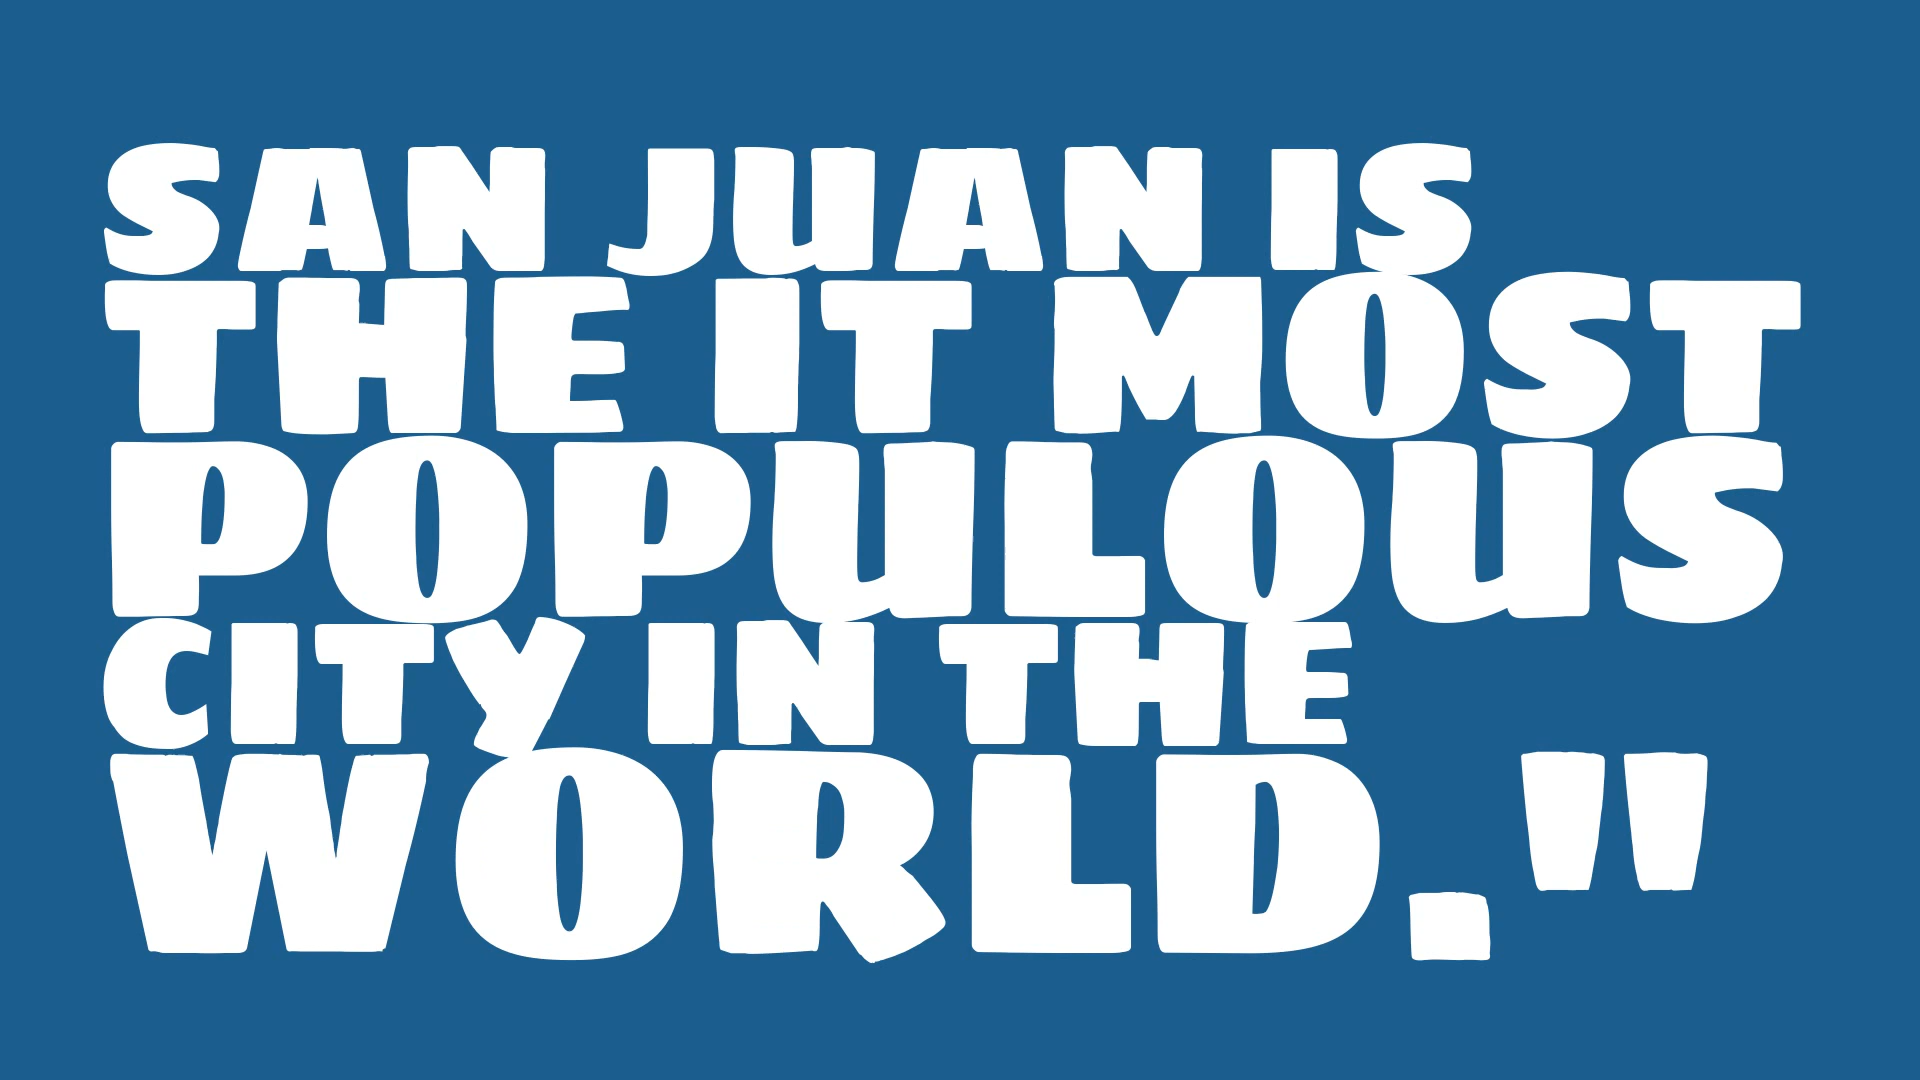 SAN JUAN IS
THE IT MOST
POPULOUS
CITY IN THE
WORLD."